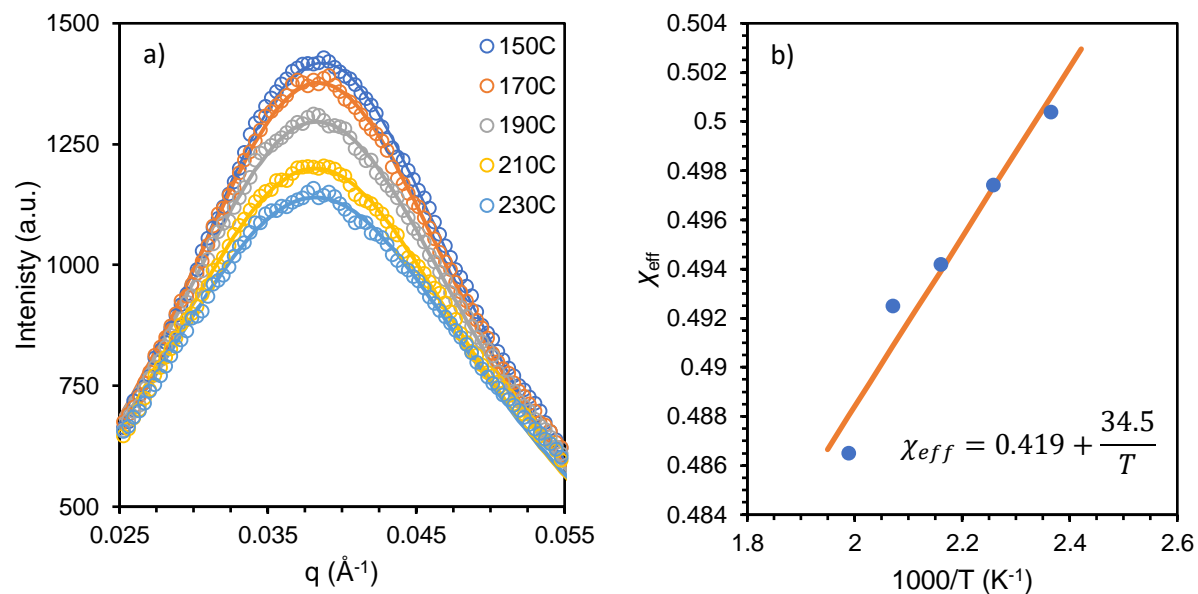 a)
150C
170C
190C
210C
230C
1500
1250
1000
750
500
Intenisty (a.u.)
0.025
0.035
0.045
0.055
q (Å⁻¹)
b)
0.504
0.502
0.5
0.498
0.496
0.494
0.492
0.49
0.488
0.486
0.484
χeff
χeff = 0.419 + 34.5/T
1.8
2
2.2
2.4
2.6
1000/T (K⁻¹)